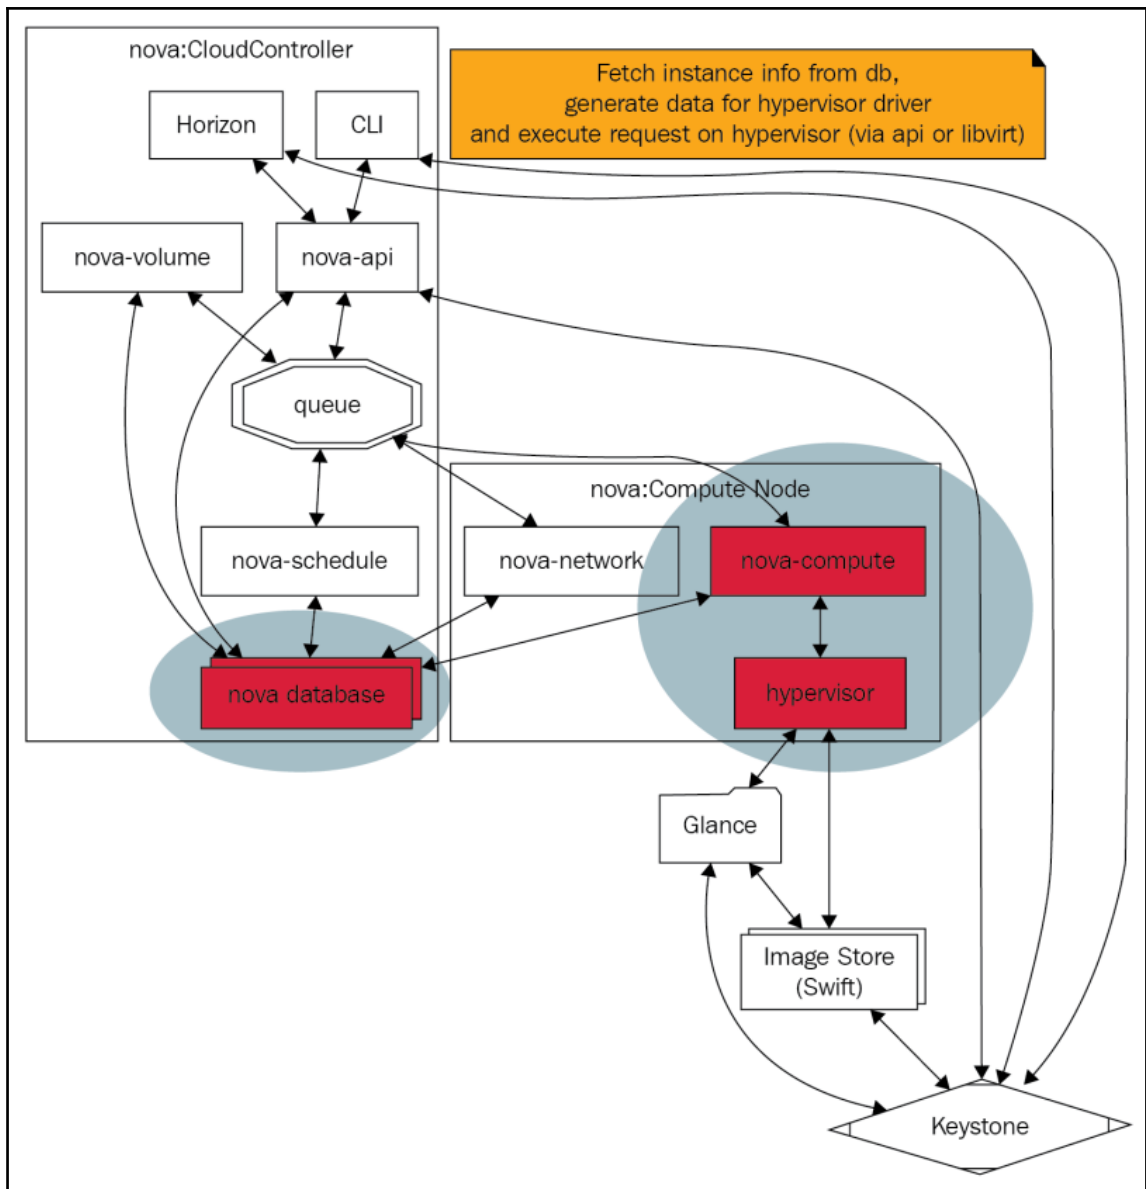 nova:CloudController
Fetch instance info from db,
generate data for hypervisor driver
and execute request on hypervisor (via api or libvirt)
Horizon
CLI
nova-volume
nova-api
queue
nova:Compute Node
nova-schedule
nova-network
nova-compute
nova database
hypervisor
Glance
Image Store
(Swift)
Keystone